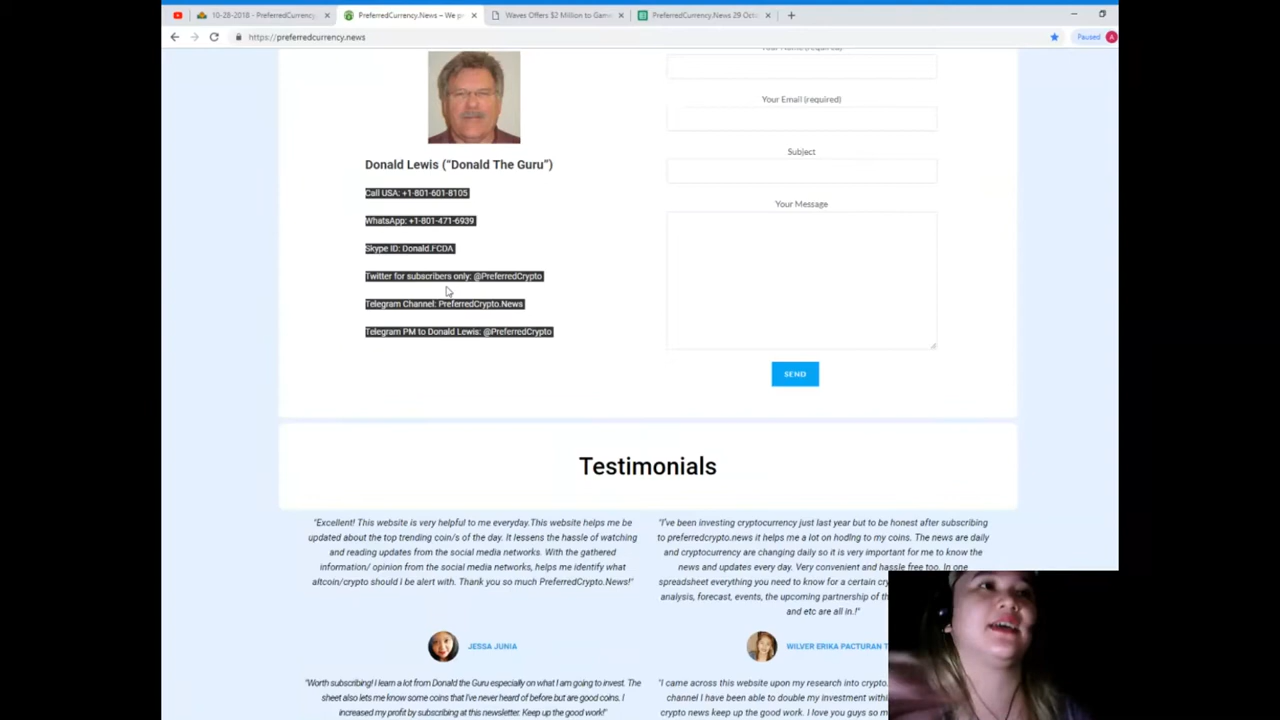 10-28-2018 - PreferredCurrency.
PreferredCurrency.News – We pr
Waves Offers $2 Million to Game
PreferredCurrency.News 29 Octo
https://preferredcurrency.news
Paused
A
Your Name (required)
Your Email (required)
Subject
Your Message
SEND
Donald Lewis (“Donald The Guru”)
Call USA: +1-801-601-8105
WhatsApp: +1-801-471-6939
Skype ID: Donald.FCDA
Twitter for subscribers only: @PreferredCrypto
Telegram Channel: PreferredCrypto.News
Telegram PM to Donald Lewis: @PreferredCrypto
Testimonials
"Excellent! This website is very helpful to me everyday.This website helps me be
updated about the top trending coin/s of the day. It lessens the hassle of watching
and reading updates from the social media networks. With the gathered
information/ opinion from the social media networks, helps me identify what
altcoin/crypto should I be alert with. Thank you so much PreferredCrypto.News!"
JESSA JUNIA
"I've been investing cryptocurrency just last year but to be honest after subscribing
to preferredcrypto.news it helps me a lot on hodlng to my coins. The news are daily
and cryptocurrency are changing daily so it is very important for me to know the
news and updates every day. Very convenient and hassle free too. In one
spreadsheet everything you need to know for a certain
analysis, forecast, events, the upcoming partnership of
and etc are all in.!"
WILVER ERIKA PACTURAN
"Worth subscribing! I learn a lot from Donald the Guru especially on what I am going to invest. The
sheet also lets me know some coins that I've never heard of before but are good coins. I
increased my profit by subscribing at this newsletter. Keep up the good work!"
"I came across this website upon my research into
channel I have been able to double my investment
crypto news keep up the good work. I love you guys so